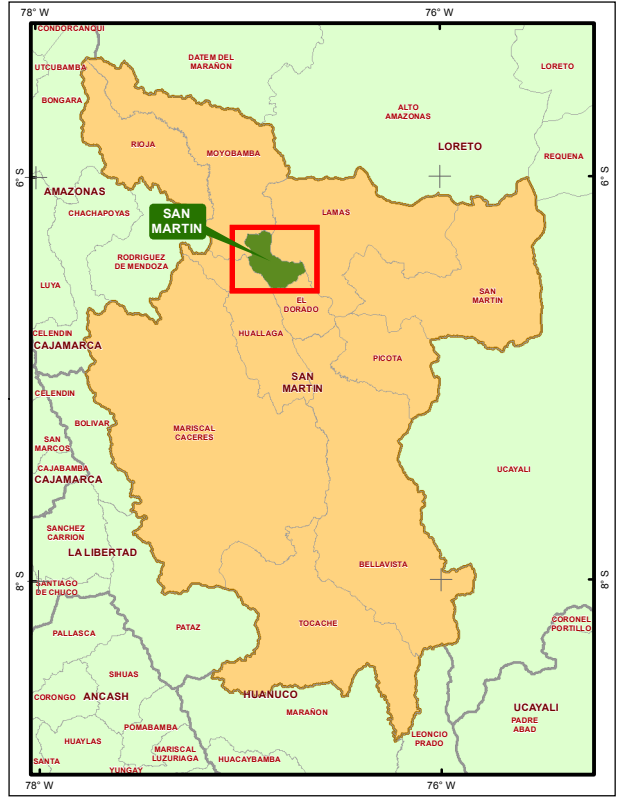 78° W
76° W
CONDORCANQUI
DATEM DEL
MARAÑON
UTCUBAMBA
LORETO
BONGARA
ALTO
AMAZONAS
RIOJA
MOYOBAMBA
LORETO
REQUENA
6° S
6° S
AMAZONAS
CHACHAPOYAS
SAN
MARTIN
LAMAS
RODRIGUEZ
DE MENDOZA
LUYA
SAN
MARTIN
EL
DORADO
CELENDIN
CAJAMARCA
HUALLAGA
PICOTA
SAN
MARTIN
CELENDIN
BOLIVAR
MARISCAL
CACERES
SAN
MARCOS
CAJABAMBA
CAJAMARCA
UCAYALI
SANCHEZ
CARRION
LA LIBERTAD
BELLAVISTA
8° S
8° S
SANTIAGO
DE CHUCO
PALLASCA
PATAZ
TOCACHE
CORONEL
PORTILLO
SIHUAS
CORONGO
ANCASH
HUANUCO
MARAÑON
UCAYALI
PADRE
ABAD
POMABAMBA
HUAYLAS
MARISCAL
LUZURIAGA
LEONCIO
PRADO
SANTA
YUNGAY
HUACAYBAMBA
78° W
76° W